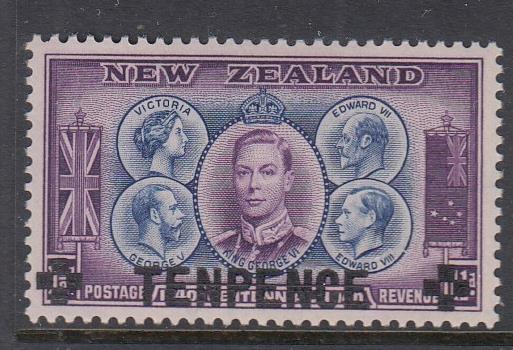 NEW ZEALAND
VICTORIA
EDWARD VII
GEORGE V
KING GEORGE VI
EDWARD VIII
TENPENCE
POSTAGE
REVENUE